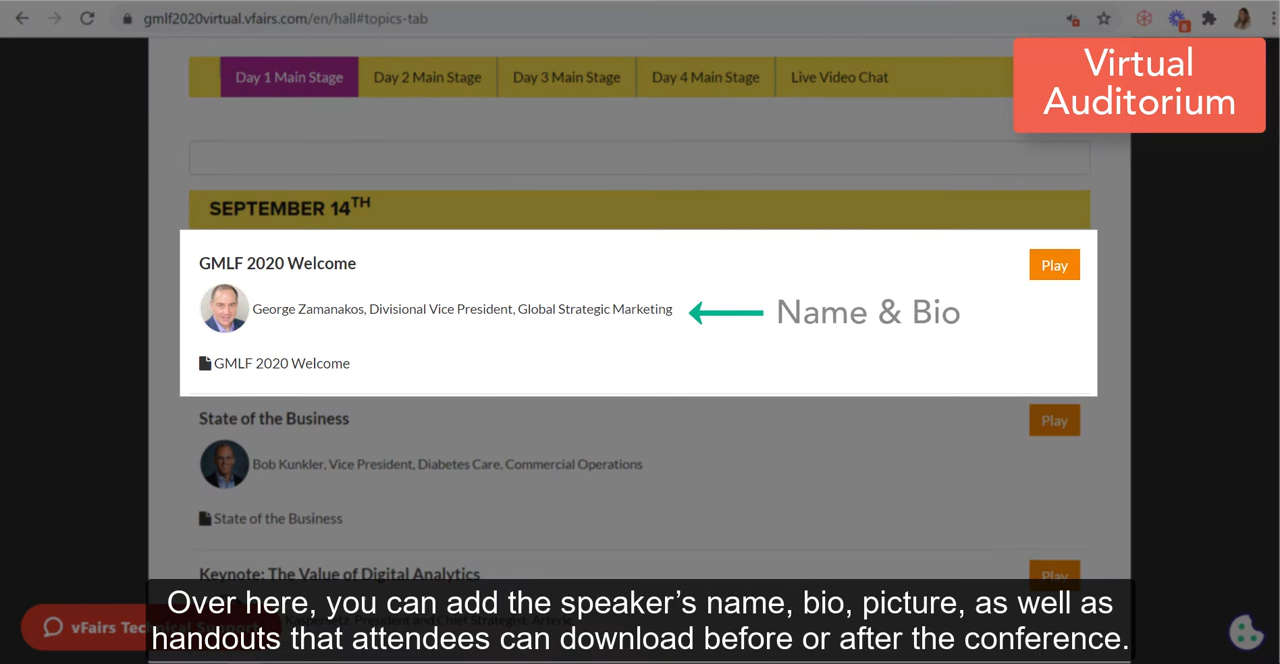 gmlf2020virtual.vfairs.com/en/hall#topics-tab
Virtual
Auditorium
Day 1 Main Stage
Day 2 Main Stage
Day 3 Main Stage
Day 4 Main Stage
Live Video Chat
SEPTEMBER 14TH
GMLF 2020 Welcome
Play
George Zamanakos, Divisional Vice President, Global Strategic Marketing
Name & Bio
GMLF 2020 Welcome
State of the Business
Play
Bob Kunkler, Vice President, Diabetes Care, Commercial Operations
State of the Business
Keynote: The Value of Digital Analytics
Play
vFairs Technical Support
Over here, you can add the speaker’s name, bio, picture, as well as
handouts that attendees can download before or after the conference.